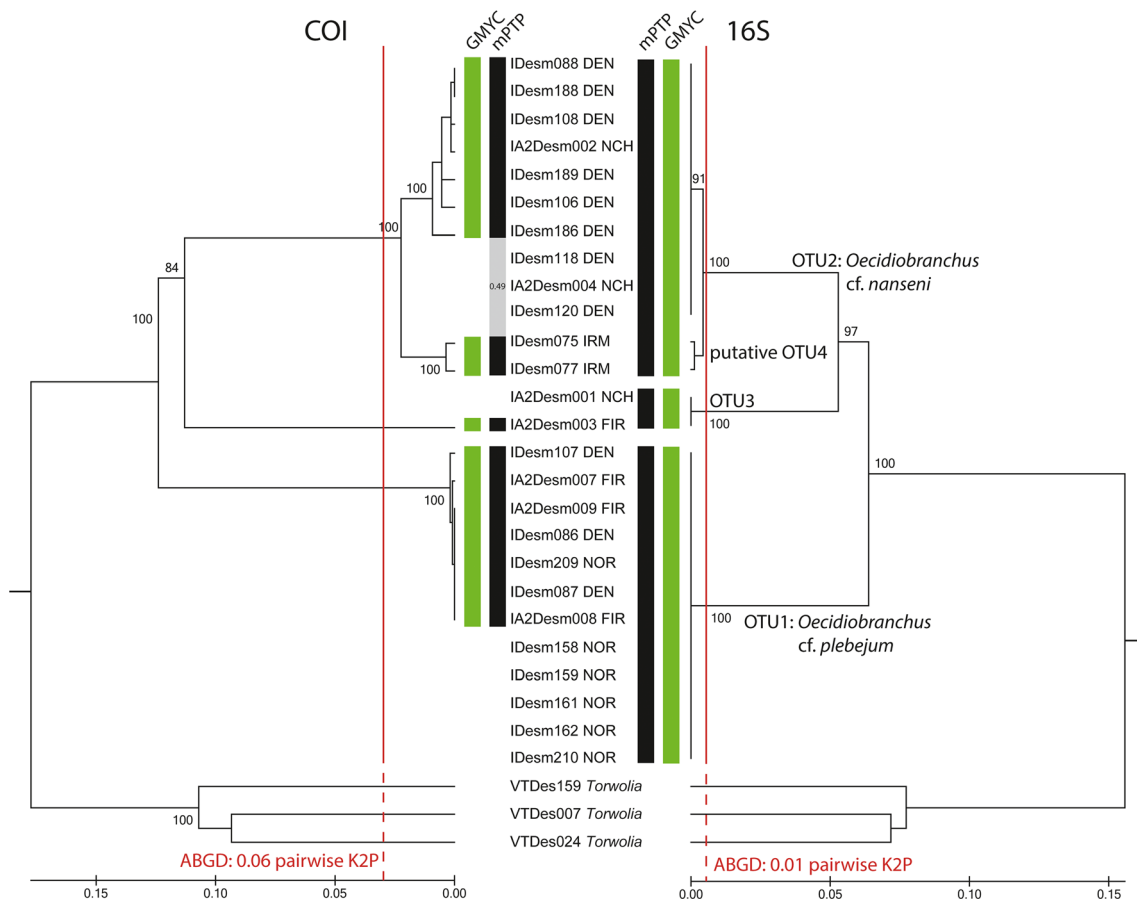 COI
GMYC
mPTP
mPTP
GMYC
16S
IDesm088 DEN
IDesm188 DEN
IDesm108 DEN
IA2Desm002 NCH
IDesm189 DEN
IDesm106 DEN
IDesm186 DEN
IDesm118 DEN
IA2Desm004 NCH
IDesm120 DEN
IDesm075 IRM
IDesm077 IRM
IA2Desm001 NCH
IA2Desm003 FIR
IDesm107 DEN
IA2Desm007 FIR
IA2Desm009 FIR
IDesm086 DEN
IDesm209 NOR
IDesm087 DEN
IA2Desm008 FIR
IDesm158 NOR
IDesm159 NOR
IDesm161 NOR
IDesm162 NOR
IDesm210 NOR
VTDes159 Torwolia
VTDes007 Torwolia
VTDes024 Torwolia
100
100
84
100
100
100
100
0.49
91
100
97
100
100
100
OTU2: Oecidiobranchus
cf. nanseni
putative OTU4
OTU3
OTU1: Oecidiobranchus
cf. plebejum
ABGD: 0.06 pairwise K2P
ABGD: 0.01 pairwise K2P
0.15
0.10
0.05
0.00
0.00
0.05
0.10
0.15